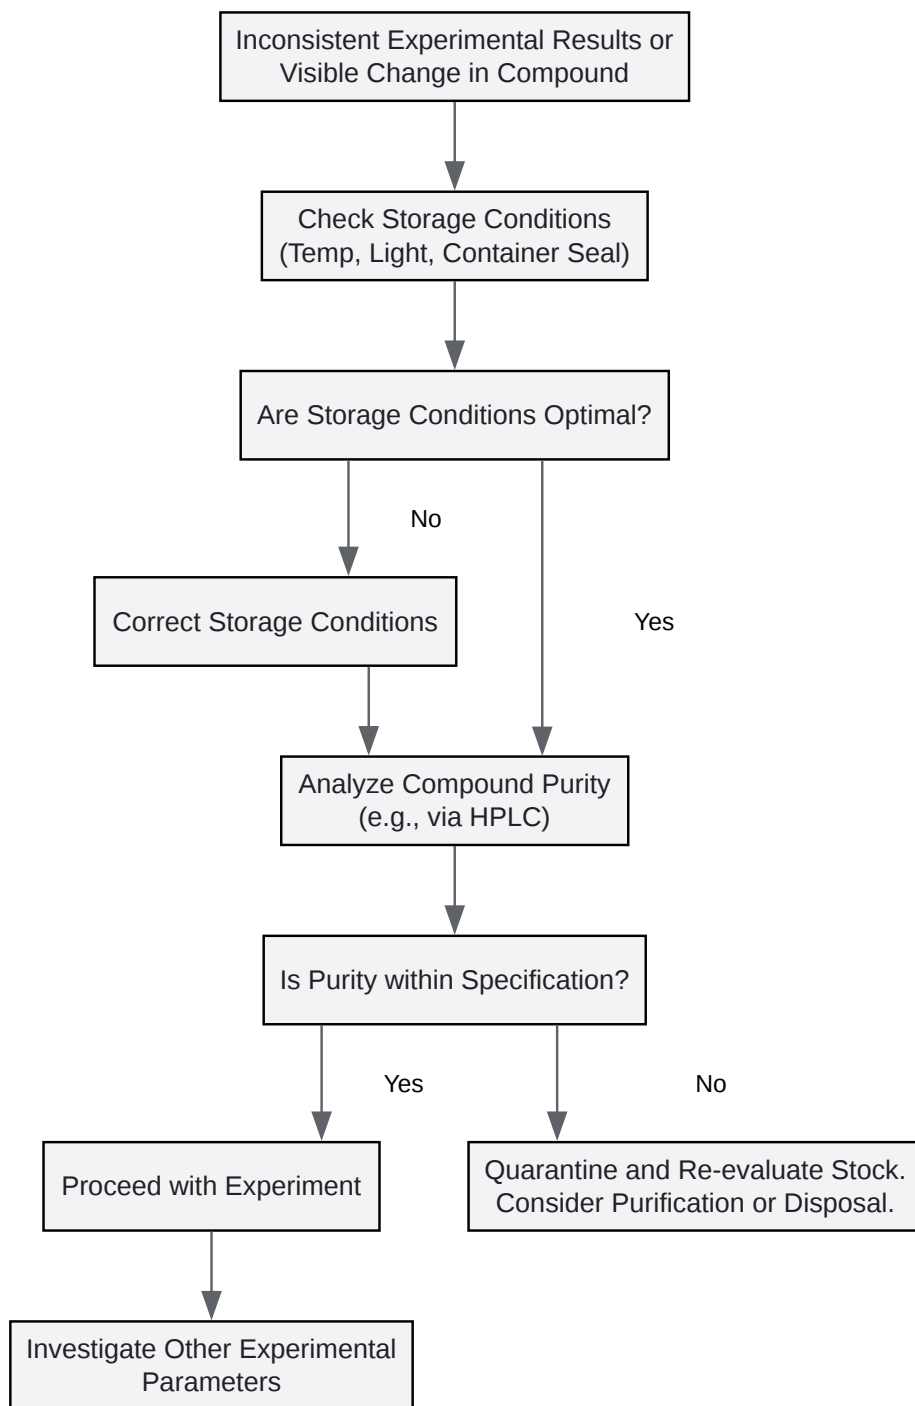 Inconsistent Experimental Results or
Visible Change in Compound
Check Storage Conditions
(Temp, Light, Container Seal)
Are Storage Conditions Optimal?
No
Correct Storage Conditions
Yes
Analyze Compound Purity
(e.g., via HPLC)
Is Purity within Specification?
Yes
No
Proceed with Experiment
Quarantine and Re-evaluate Stock.
Consider Purification or Disposal.
Investigate Other Experimental
Parameters